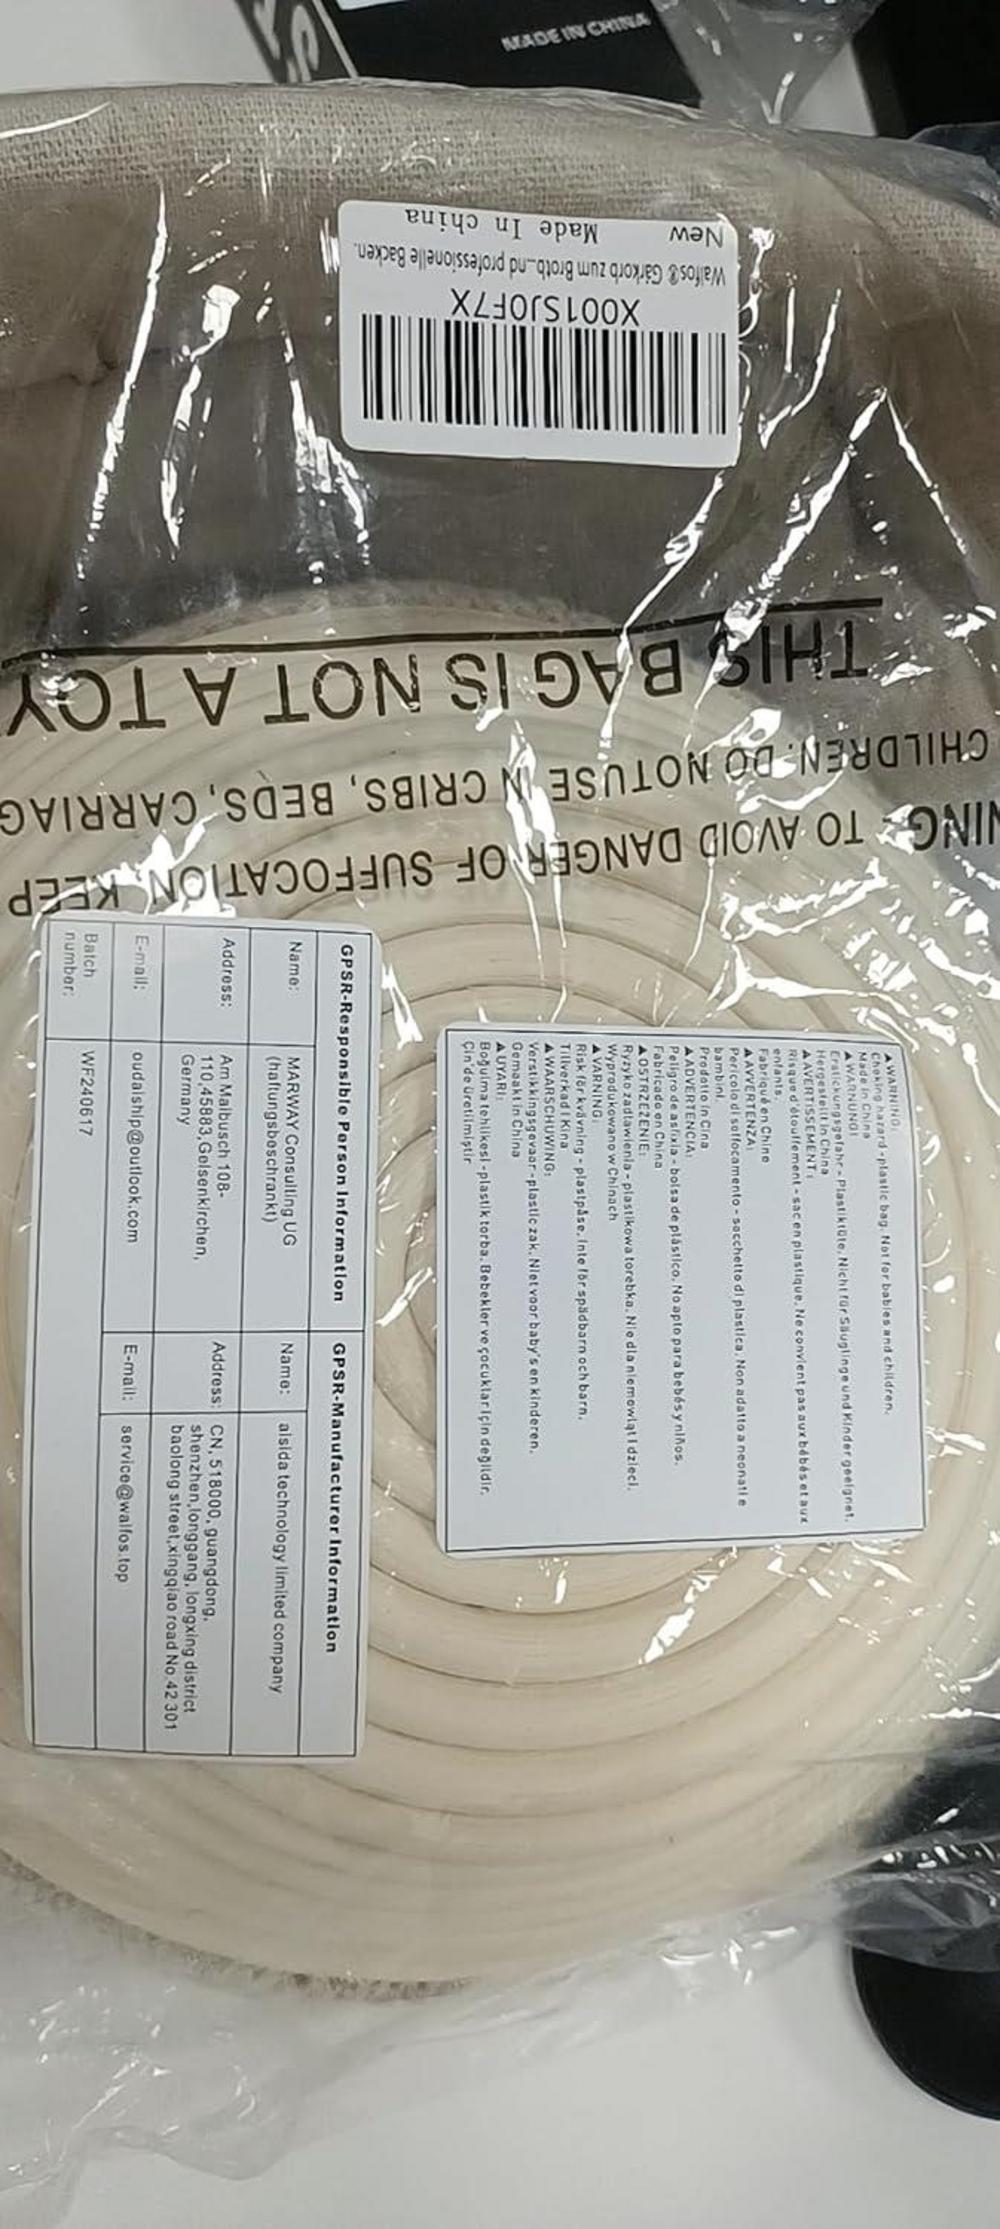 MADE IN CHINA
X001SJ0F7X
Walfos® Gärkorb zum Brotb...nd professionelle Backen.
New Made In china
NING - TO AVOID DANGER OF SUFFOCATION KEEP
CHILDREN. DO NOTUSE IN CRIBS, BEDS, CARRIAG
THIS BAG IS NOT A TOY
▲WARNING:
Choking hazard -plastic bag. Not for babies and children.
Made in China
▲WARNUNG:
Erstickungsgefahr - Plastiktüte. Nicht für Säuglinge und Kinder geeignet.
Hergestellt in China
▲AVERTISSEMENT:
Risque d'étouffement - sac en plastique. Ne convient pas aux bébés et aux
enfants.
Fabriqué en Chine
▲AVVERTENZA:
Pericolo di soffocamento - sacchetto di plastica. Non adatto a neonati e
bambini.
Prodotto in Cina
▲ADVERTENCIA:
Peligro de asfixia - bolsa de plástico. No apto para bebés y niños.
Fabricado en China
▲OSTRZEŻENIE:
Ryzyko zadławienia - plastikowa torebka. Nie dla niemowląt i dzieci.
Wyprodukowano w Chinach
▲VARNING:
Risk för kvävning - plastpåse. Inte för spädbarn och barn.
Tillverkad i Kina
▲WAARSCHUWING:
Verstikkingsgevaar - plastic zak. Niet voor baby's en kinderen.
Gemaakt in China
▲UYARI:
Boğulma tehlikesi - plastik torba. Bebekler ve çocuklar için değildir.
Çin'de üretilmiştir
GPSR-Responsible Person Information GPSR-Manufacturer Information
Name: MARWAY Consulting UG
(haftungsbeschrankt)
Name: aisida technology limited company
Address: Am Maibusch 108-
110,45883,Gelsenkirchen,
Germany
Address: CN, 518000, guangdong,
shenzhen,longgang, longxing district
baolong street,xingqiao road No.42 301
E-mail: oudaiship@outlook.com E-mail: service@walfos.top
Batch
number: WF240617